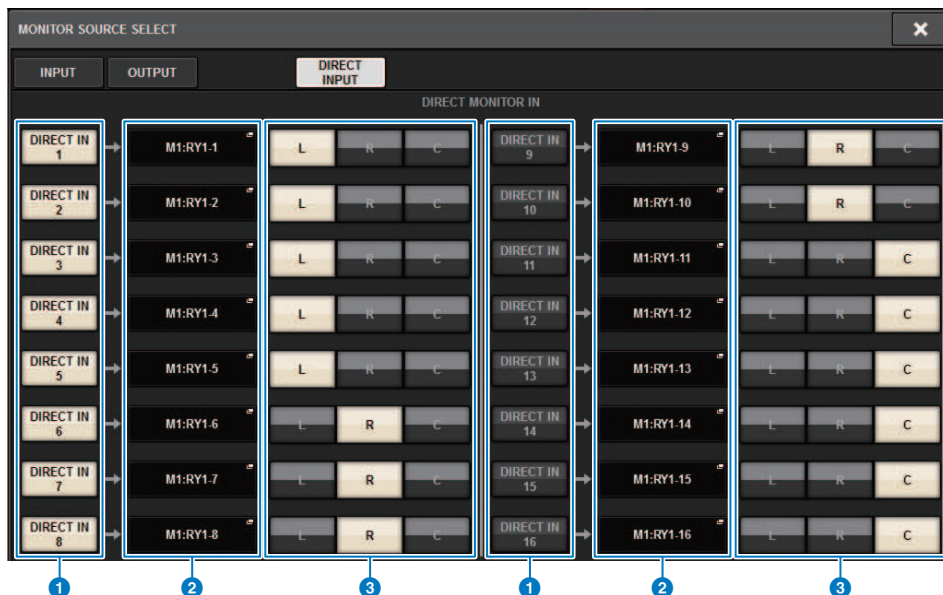 MONITOR SOURCE SELECT
INPUT OUTPUT DIRECT INPUT
DIRECT MONITOR IN
DIRECT IN 1 M1:RY1-1 L R C DIRECT IN 9 M1:RY1-9 L R C
DIRECT IN 2 M1:RY1-2 L R C DIRECT IN 10 M1:RY1-10 L R C
DIRECT IN 3 M1:RY1-3 L R C DIRECT IN 11 M1:RY1-11 L R C
DIRECT IN 4 M1:RY1-4 L R C DIRECT IN 12 M1:RY1-12 L R C
DIRECT IN 5 M1:RY1-5 L R C DIRECT IN 13 M1:RY1-13 L R C
DIRECT IN 6 M1:RY1-6 L R C DIRECT IN 14 M1:RY1-14 L R C
DIRECT IN 7 M1:RY1-7 L R C DIRECT IN 15 M1:RY1-15 L R C
DIRECT IN 8 M1:RY1-8 L R C DIRECT IN 16 M1:RY1-16 L R C
1 2 3 1 2 3